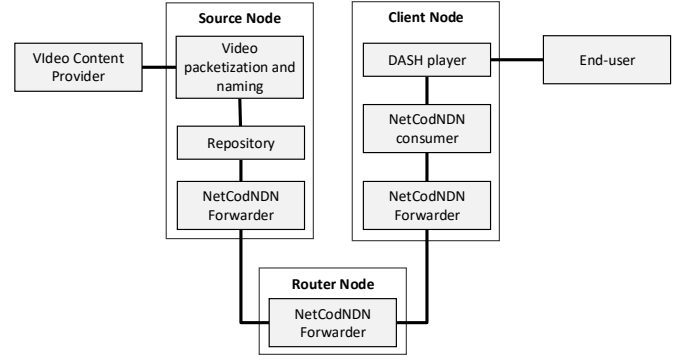 Source Node
Video
packetization and
naming
Repository
NetCodNDN
Forwarder
VIdeo Content
Provider
Client Node
DASH player
NetCodNDN
consumer
NetCodNDN
Forwarder
End-user
Router Node
NetCodNDN
Forwarder